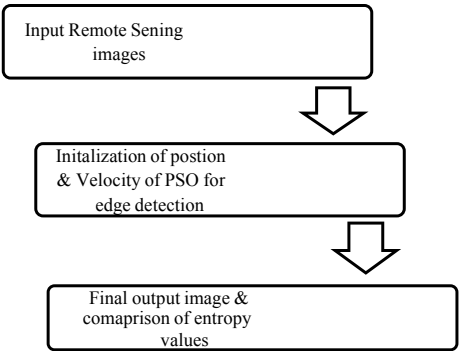 Input Remote Sening
images
Initalization of postion
& Velocity of PSO for
edge detection
Final output image &
comaprison of entropy
values